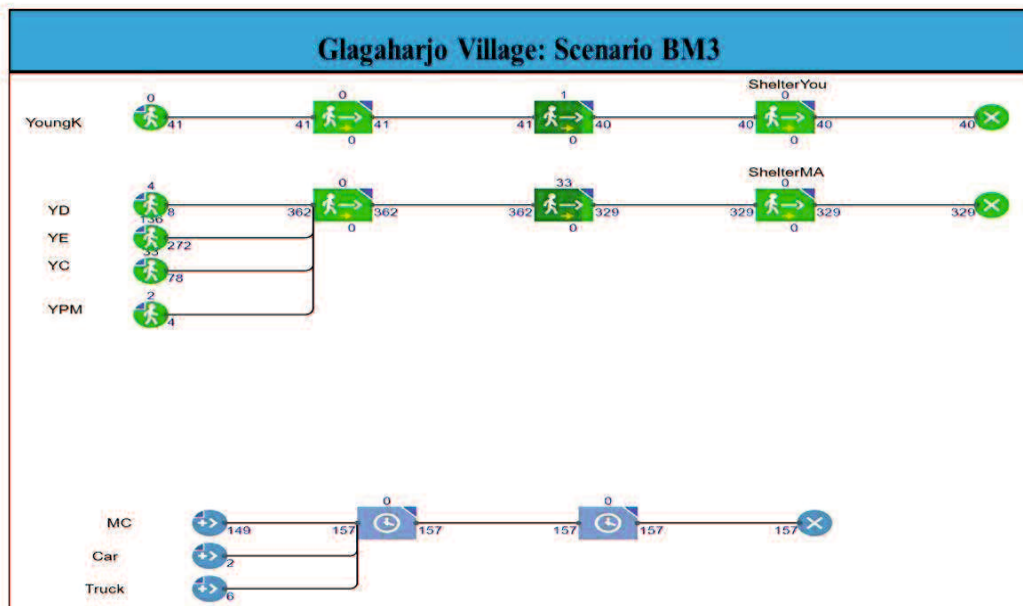 Glagaharjo Village: Scenario BM3
ShelterYou
0 0 1 0
YoungK 41 41 41 41 40 40 40 40
0 0 0
ShelterMA
4 0 33 0
YD 8 362 362 362 329 329 329 329
0 0 0
136
YE 272
33
YC 78
2
YPM 4
0 0
MC 149 157 157 157 157 157
Car 2
Truck 6